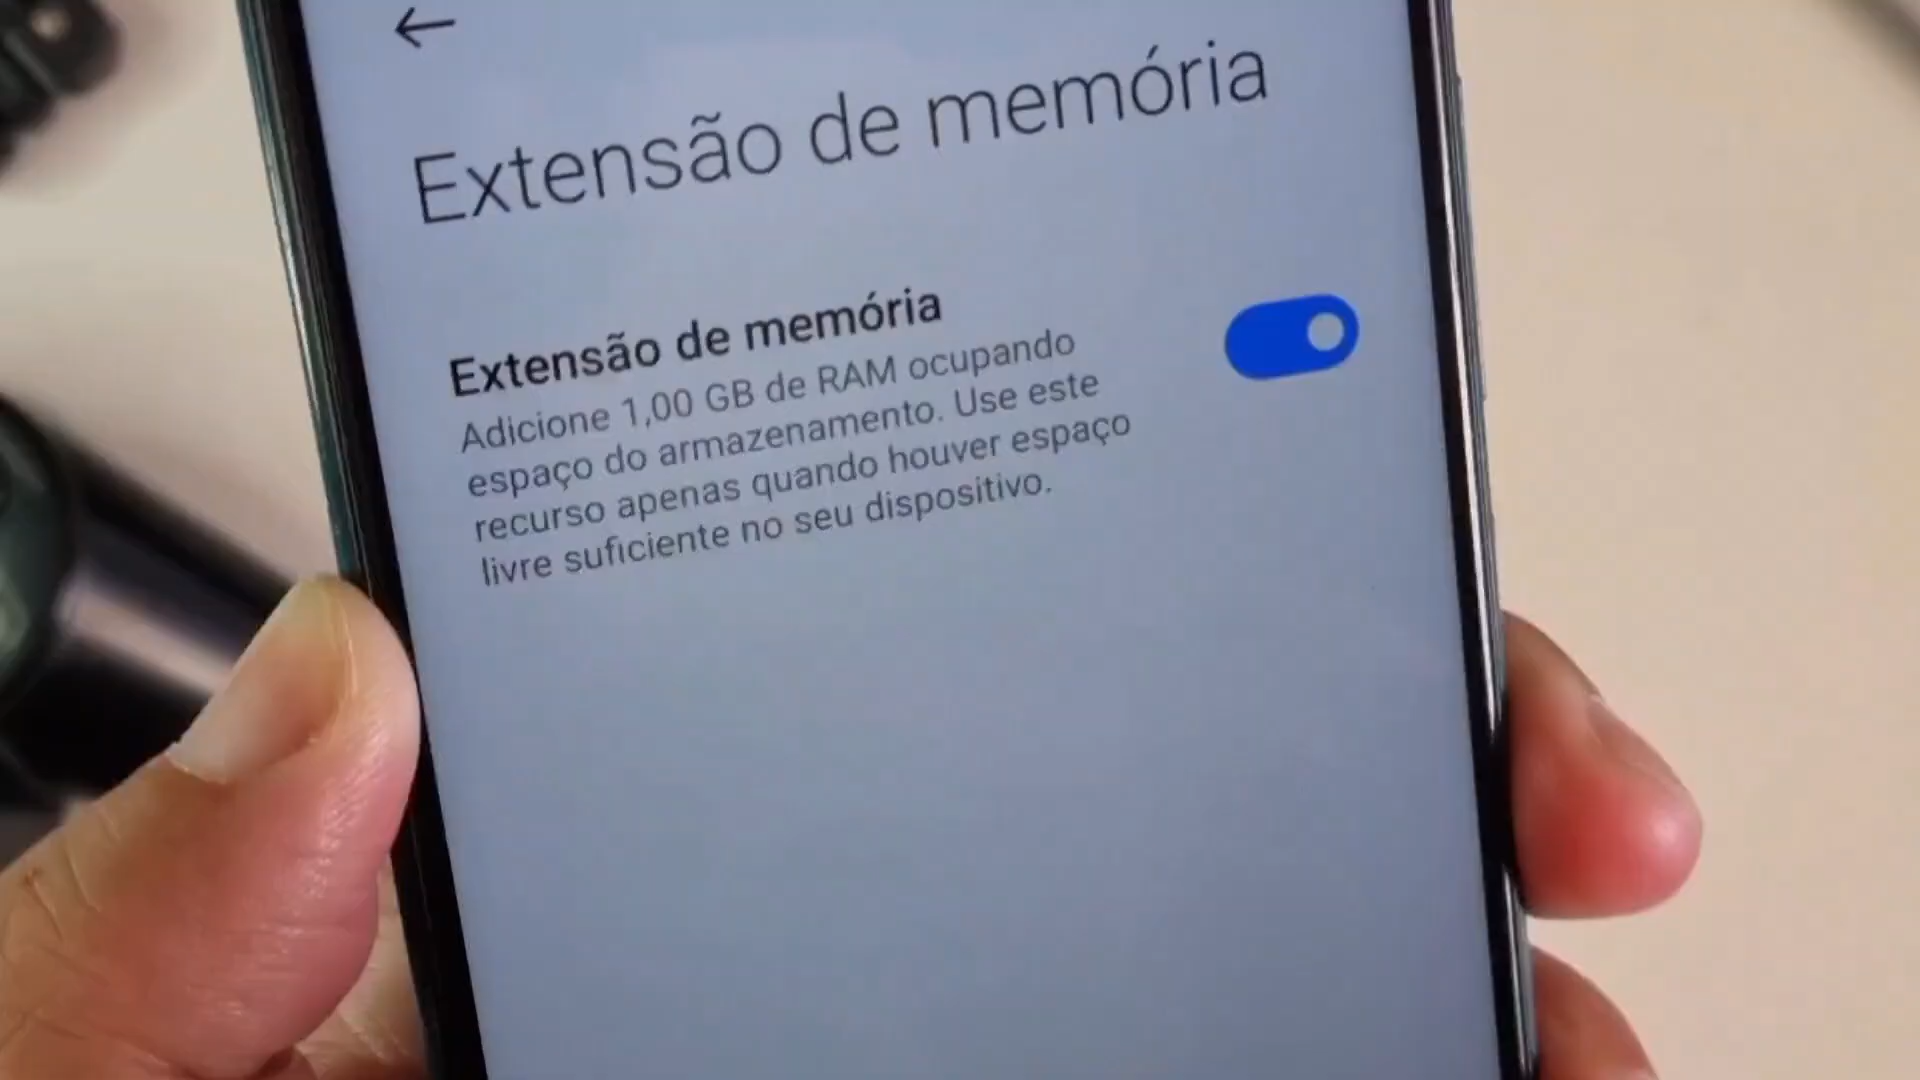 Extensão de memória
Extensão de memória
Adicione 1,00 GB de RAM ocupando
espaço do armazenamento. Use este
recurso apenas quando houver espaço
livre suficiente no seu dispositivo.